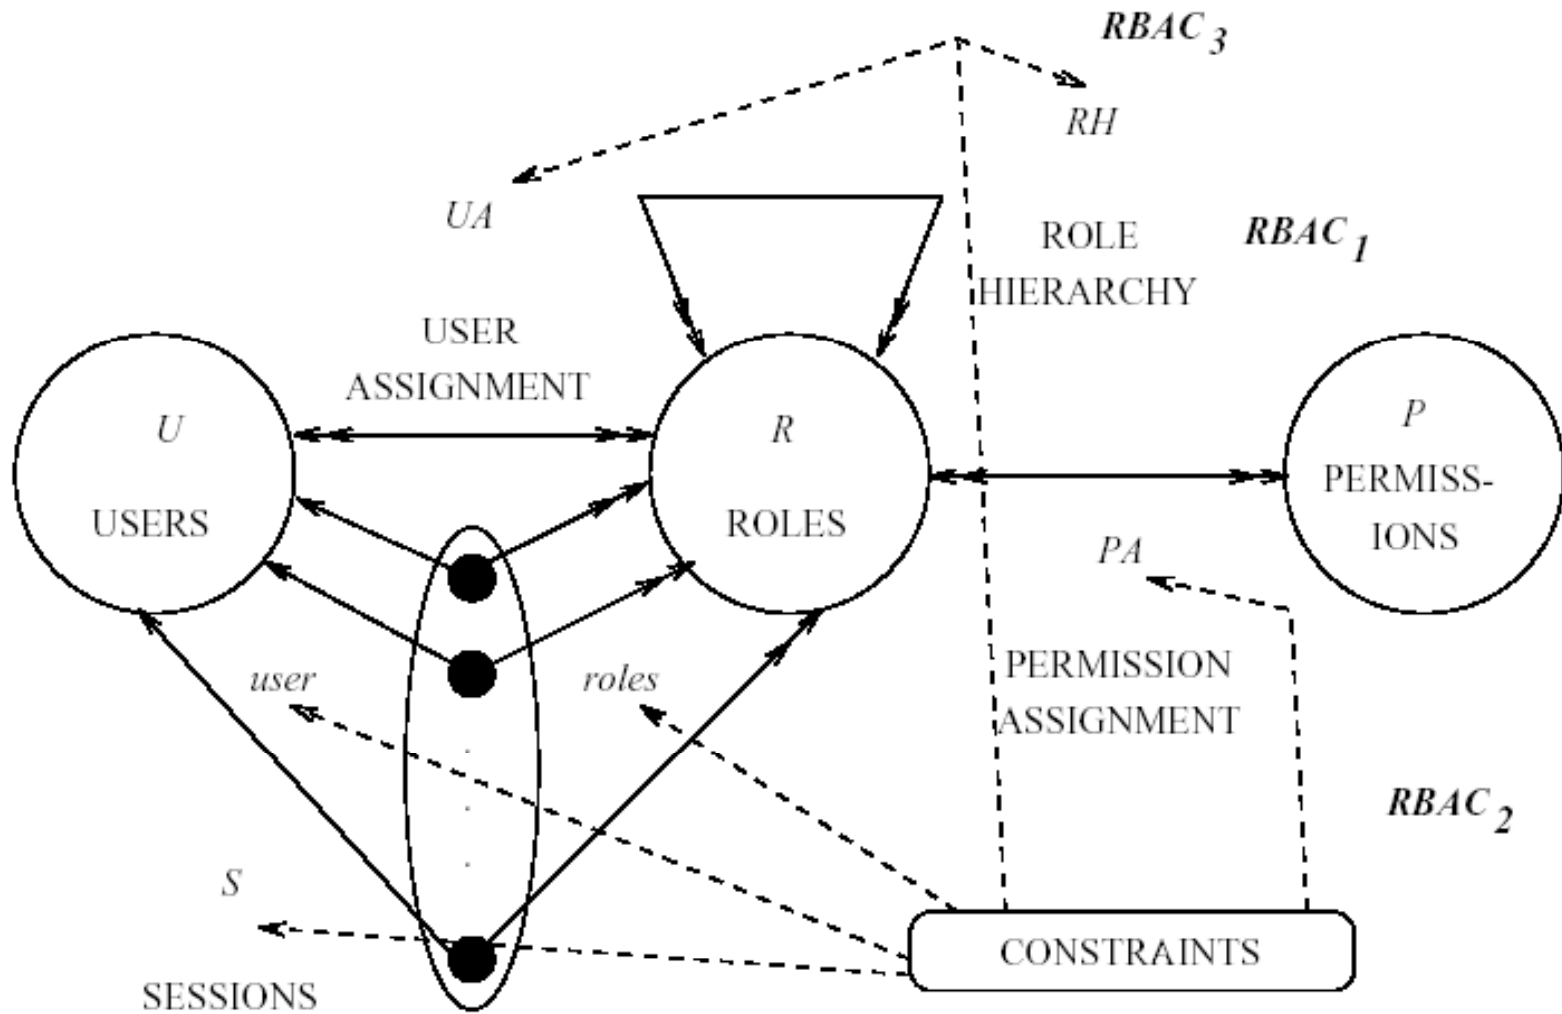 RBAC 3
RH
UA
ROLE
HIERARCHY
RBAC 1
USER
ASSIGNMENT
U
USERS
R
ROLES
P
PERMISS-
IONS
PA
user
roles
PERMISSION
ASSIGNMENT
RBAC 2
S
SESSIONS
CONSTRAINTS